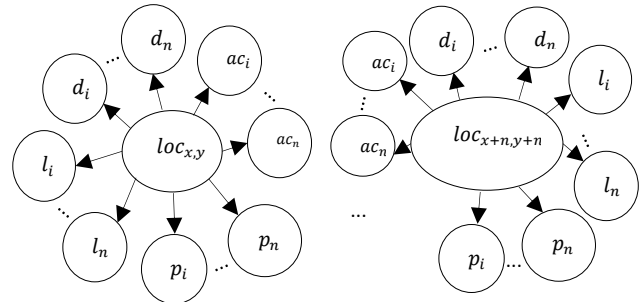 d_n
...
d_i
ac_i
...
ac_n
loc_{x,y}
l_i
...
l_n
p_i
...
p_n
...
ac_i
...
ac_n
d_i
...
d_n
l_i
...
l_n
loc_{x+n,y+n}
p_i
...
p_n